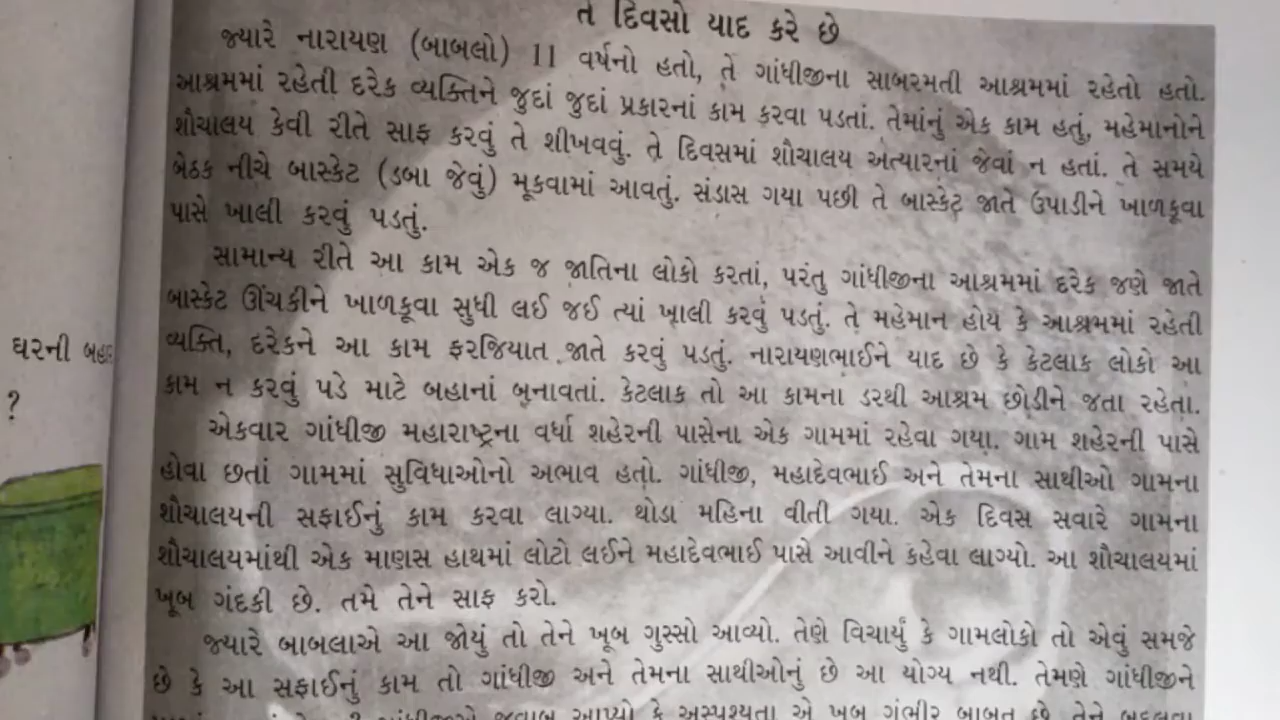 તે દિવસો યાદ કરે છે
જ્યારે નારાયણ (બાબલો) 11 વર્ષનો હતો, તે ગાંધીજીના સાબરમતી આશ્રમમાં રહેતો હતો.
આશ્રમમાં રહેતી દરેક વ્યક્તિને જુદાં જુદાં પ્રકારનાં કામ કરવા પડતાં. તેમાંનું એક કામ હતું, મહેમાનોને
શૌચાલય કેવી રીતે સાફ કરવું તે શીખવવું. તે દિવસમાં શૌચાલય અત્યારનાં જેવાં ન હતાં. તે સમયે
બેઠક નીચે બાસ્કેટ (ડબા જેવું) મૂકવામાં આવતું. સંડાસ ગયા પછી તે બાસ્કેટ જાતે ઉપાડીને ખાળકૂવા
પાસે ખાલી કરવું પડતું.
સામાન્ય રીતે આ કામ એક જ જાતિના લોકો કરતાં, પરંતુ ગાંધીજીના આશ્રમમાં દરેક જણે જાતે
બાસ્કેટ ઊંચકીને ખાળકૂવા સુધી લઈ જઈ ત્યાં ખાલી કરવું પડતું. તે મહેમાન હોય કે આશ્રમમાં રહેતી
વ્યક્તિ, દરેકને આ કામ ફરજિયાત જાતે કરવું પડતું. નારાયણભાઈને યાદ છે કે કેટલાક લોકો આ
કામ ન કરવું પડે માટે બહાનાં બનાવતાં. કેટલાક તો આ કામના ડરથી આશ્રમ છોડીને જતા રહેતા.
એકવાર ગાંધીજી મહારાષ્ટ્રના વર્ધા શહેરની પાસેના એક ગામમાં રહેવા ગયા. ગામ શહેરની પાસે
હોવા છતાં ગામમાં સુવિધાઓનો અભાવ હતો. ગાંધીજી, મહાદેવભાઈ અને તેમના સાથીઓ ગામના
શૌચાલયની સફાઈનું કામ કરવા લાગ્યા. થોડા મહિના વીતી ગયા. એક દિવસ સવારે ગામના
શૌચાલયમાંથી એક માણસ હાથમાં લોટો લઈને મહાદેવભાઈ પાસે આવીને કહેવા લાગ્યો. આ શૌચાલયમાં
ખૂબ ગંદકી છે. તમે તેને સાફ કરો.
જ્યારે બાબલાએ આ જોયું તો તેને ખૂબ ગુસ્સો આવ્યો. તેણે વિચાર્યું કે ગામલોકો તો એવું સમજે
છે કે આ સફાઈનું કામ તો ગાંધીજી અને તેમના સાથીઓનું છે આ યોગ્ય નથી. તેમણે ગાંધીજીને
જવાબ આપ્યો કે અસ્પૃશ્યતા એ ખૂબ ગંભીર બાબત છે. તેને બદલવા
ઘરની
?